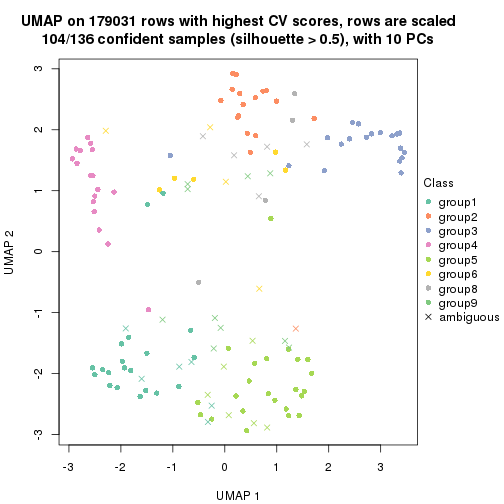 UMAP on 179031 rows with highest CV scores, rows are scaled
104/136 confident samples (silhouette > 0.5), with 10 PCs
3
2
1
0
-1
-2
-3
UMAP 2
-3 -2 -1 0 1 2 3
UMAP 1
Class
group1
group2
group3
group4
group5
group6
group8
group9
ambiguous